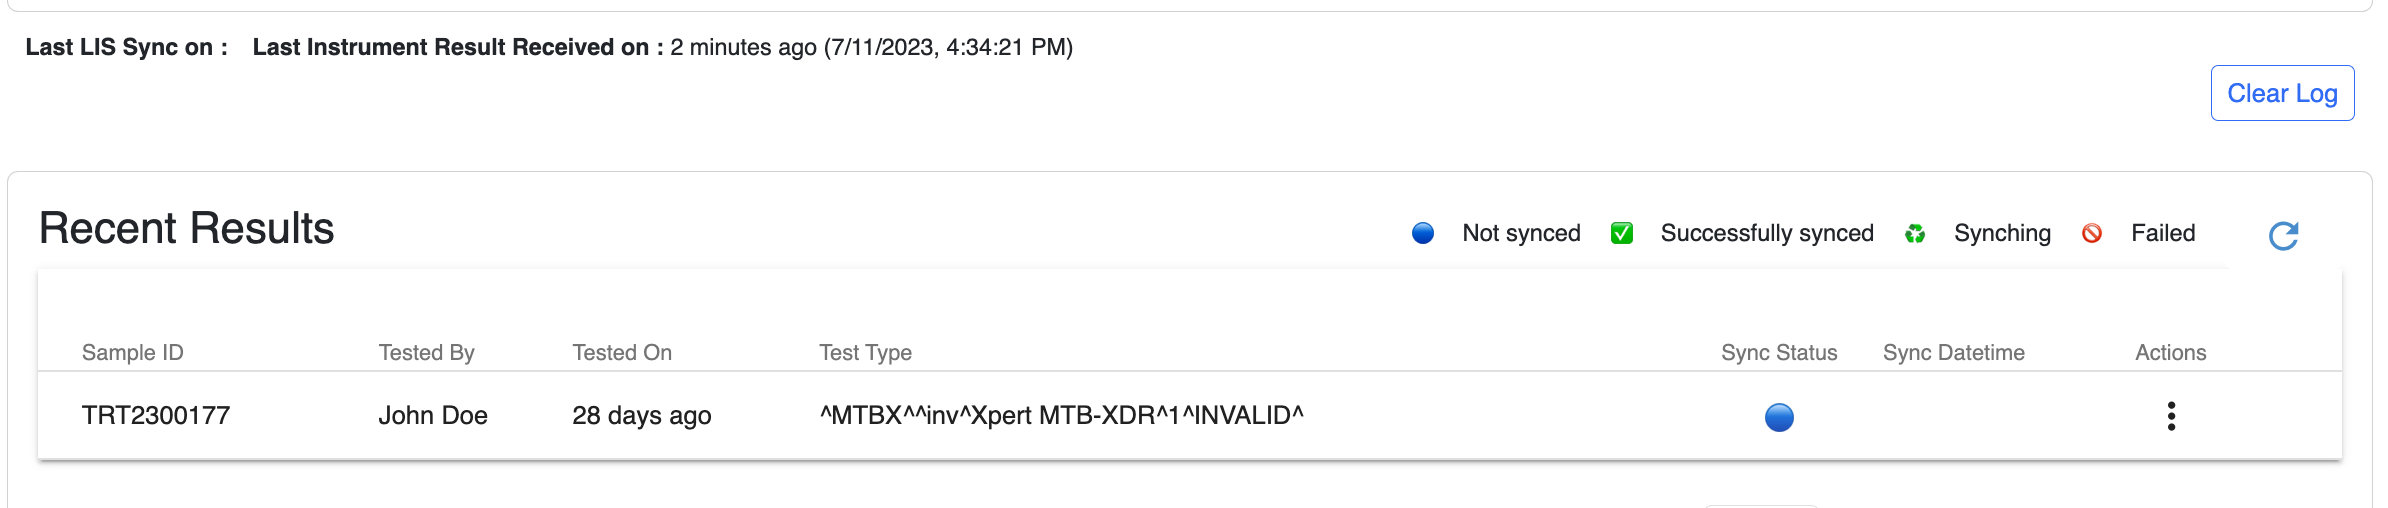 Last LIS Sync on : Last Instrument Result Received on : 2 minutes ago (7/11/2023, 4:34:21 PM)
Clear Log
Recent Results
Not synced Successfully synced Synching Failed
Sample ID Tested By Tested On Test Type Sync Status Sync Datetime Actions
TRT2300177 John Doe 28 days ago ^MTBX^^inv^Xpert MTB-XDR^1^INVALID^